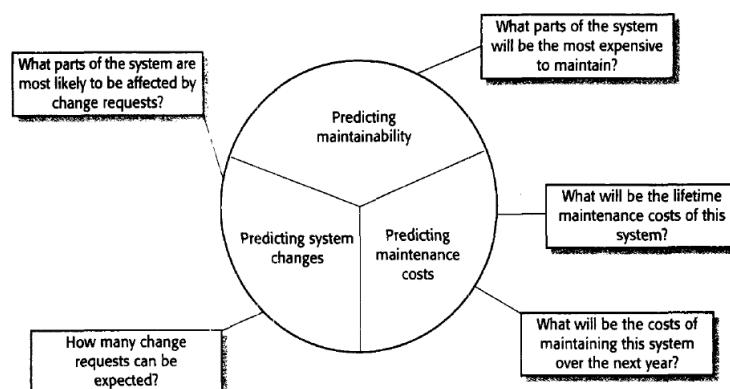 What parts of the system
will be the most expensive
to maintain?
What parts of the system are
most likely to be affected by
change requests?
Predicting
maintainability
What will be the lifetime
maintenance costs of this
system?
Predicting system
changes
Predicting
maintenance
costs
How many change
requests can be
expected?
What will be the costs of
maintaining this system
over the next year?